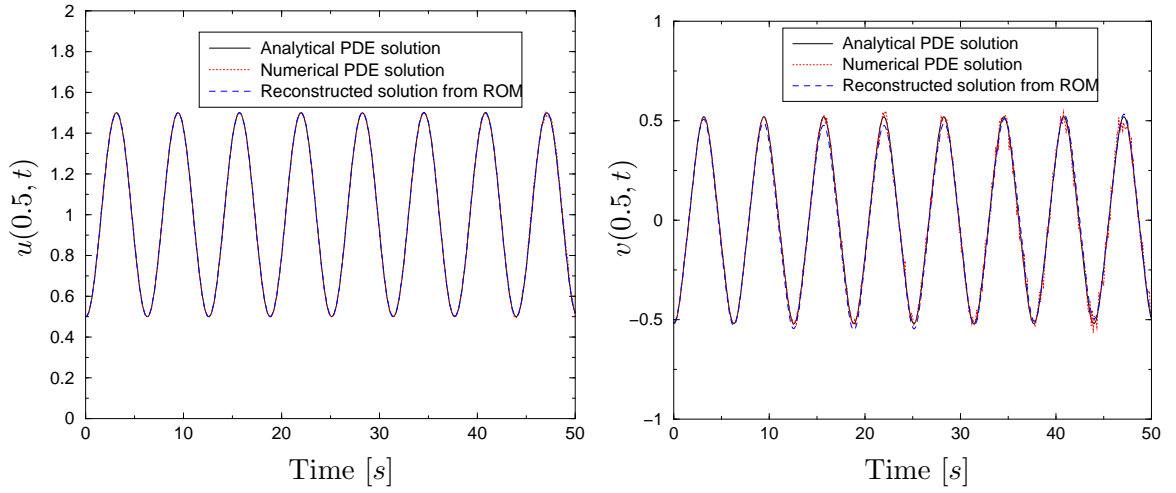 Analytical PDE solution
Numerical PDE solution
Reconstructed solution from ROM
2
1.8
1.6
1.4
1.2
1
0.8
0.6
0.4
0.2
0
0 10 20 30 40 50
u(0.5, t)
Time [s]
Analytical PDE solution
Numerical PDE solution
Reconstructed solution from ROM
1
0.5
0
−0.5
−1
0 10 20 30 40 50
v(0.5, t)
Time [s]